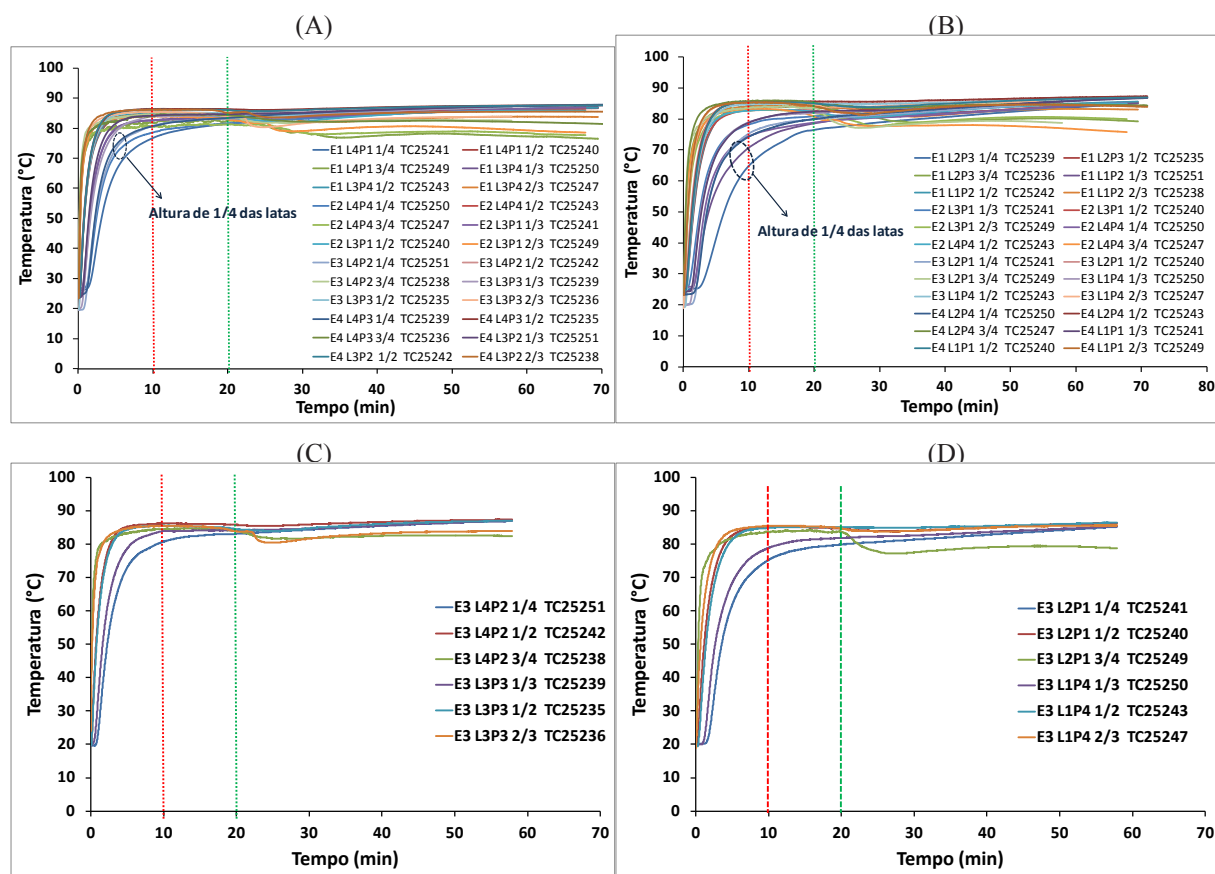 (A)
100
90
80
70
60
50
40
30
20
10
0
Temperatura (°C)
0 10 20 30 40 50 60 70
Tempo (min)
Altura de 1/4 das latas
E1 L4P1 1/4 TC25241 E1 L4P1 1/2 TC25240
E1 L4P1 3/4 TC25249 E1 L3P4 1/3 TC25250
E1 L3P4 1/2 TC25243 E1 L3P4 2/3 TC25247
E2 L4P4 1/4 TC25250 E2 L4P4 1/2 TC25243
E2 L4P4 3/4 TC25247 E2 L3P1 1/3 TC25241
E2 L3P1 1/2 TC25240 E2 L3P1 2/3 TC25249
E3 L4P2 1/4 TC25251 E3 L4P2 1/2 TC25242
E3 L4P2 3/4 TC25238 E3 L3P3 1/3 TC25239
E3 L3P3 1/2 TC25235 E3 L3P3 2/3 TC25236
E4 L4P3 1/4 TC25239 E4 L4P3 1/2 TC25235
E4 L4P3 3/4 TC25236 E4 L3P2 1/3 TC25251
E4 L3P2 1/2 TC25242 E4 L3P2 2/3 TC25238
(B)
100
90
80
70
60
50
40
30
20
10
0
Temperatura (°C)
0 10 20 30 40 50 60 70 80
Tempo (min)
Altura de 1/4 das latas
E1 L2P3 1/4 TC25239 E1 L2P3 1/2 TC25235
E1 L2P3 3/4 TC25236 E1 L1P2 1/3 TC25251
E1 L1P2 1/2 TC25242 E1 L1P2 2/3 TC25238
E2 L3P1 1/3 TC25241 E2 L3P1 1/2 TC25240
E2 L3P1 2/3 TC25249 E2 L4P4 1/4 TC25250
E2 L4P4 1/2 TC25243 E2 L4P4 3/4 TC25247
E3 L2P1 1/4 TC25241 E3 L2P1 1/2 TC25240
E3 L2P1 3/4 TC25249 E3 L1P4 1/3 TC25250
E3 L1P4 1/2 TC25243 E3 L1P4 2/3 TC25247
E4 L2P4 1/4 TC25250 E4 L2P4 1/2 TC25243
E4 L2P4 3/4 TC25247 E4 L1P1 1/3 TC25241
E4 L1P1 1/2 TC25240 E4 L1P1 2/3 TC25249
(C)
100
90
80
70
60
50
40
30
20
10
0
Temperatura (°C)
0 10 20 30 40 50 60 70
Tempo (min)
E3 L4P2 1/4 TC25251
E3 L4P2 1/2 TC25242
E3 L4P2 3/4 TC25238
E3 L3P3 1/3 TC25239
E3 L3P3 1/2 TC25235
E3 L3P3 2/3 TC25236
(D)
100
90
80
70
60
50
40
30
20
10
0
Temperatura (°C)
0 10 20 30 40 50 60 70
Tempo (min)
E3 L2P1 1/4 TC25241
E3 L2P1 1/2 TC25240
E3 L2P1 3/4 TC25249
E3 L1P4 1/3 TC25250
E3 L1P4 1/2 TC25243
E3 L1P4 2/3 TC25247